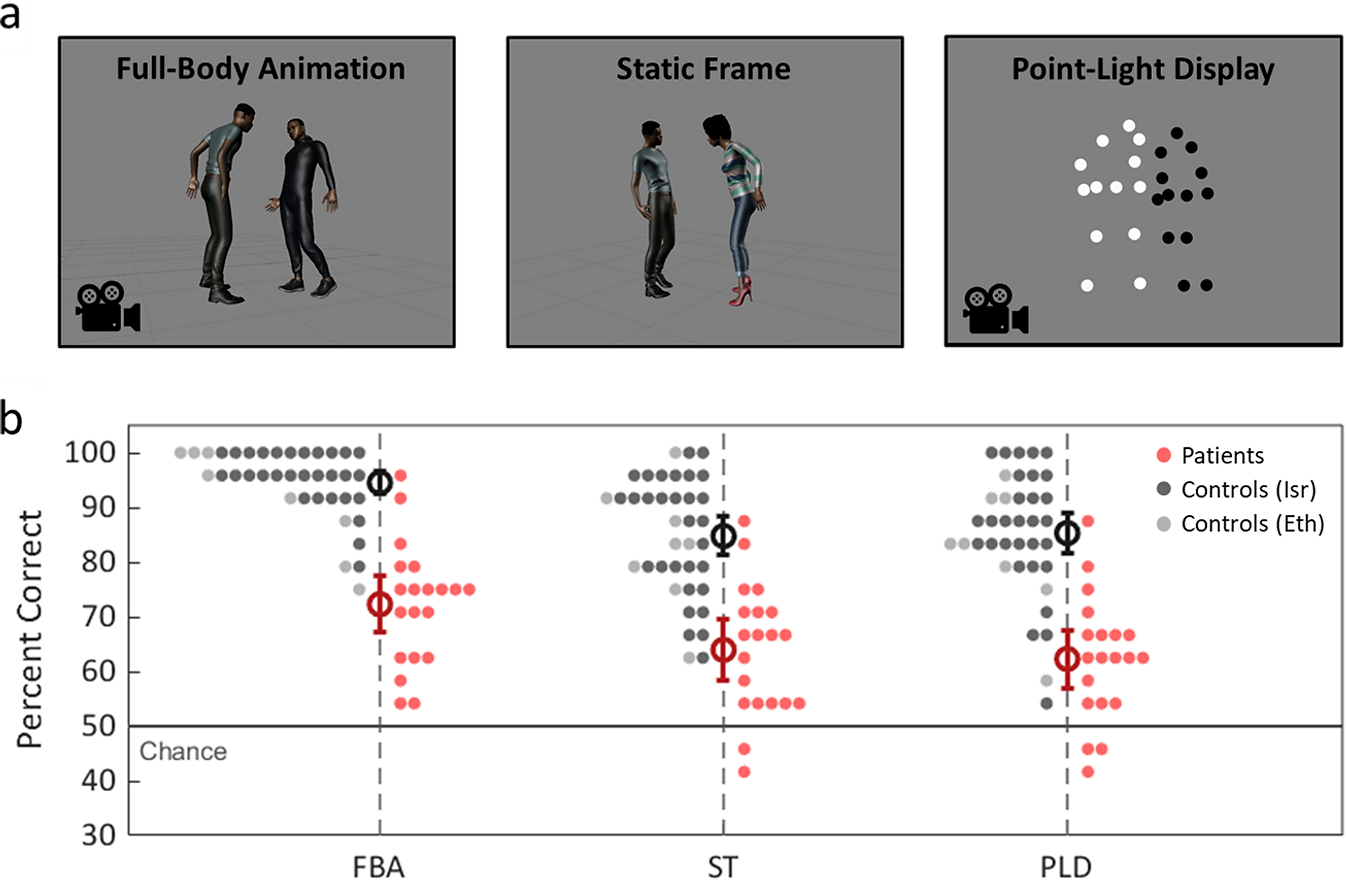 a
Full-Body Animation
Static Frame
Point-Light Display
b
Percent Correct
100
90
80
70
60
50
40
30
Chance
Patients
Controls (Isr)
Controls (Eth)
FBA
ST
PLD